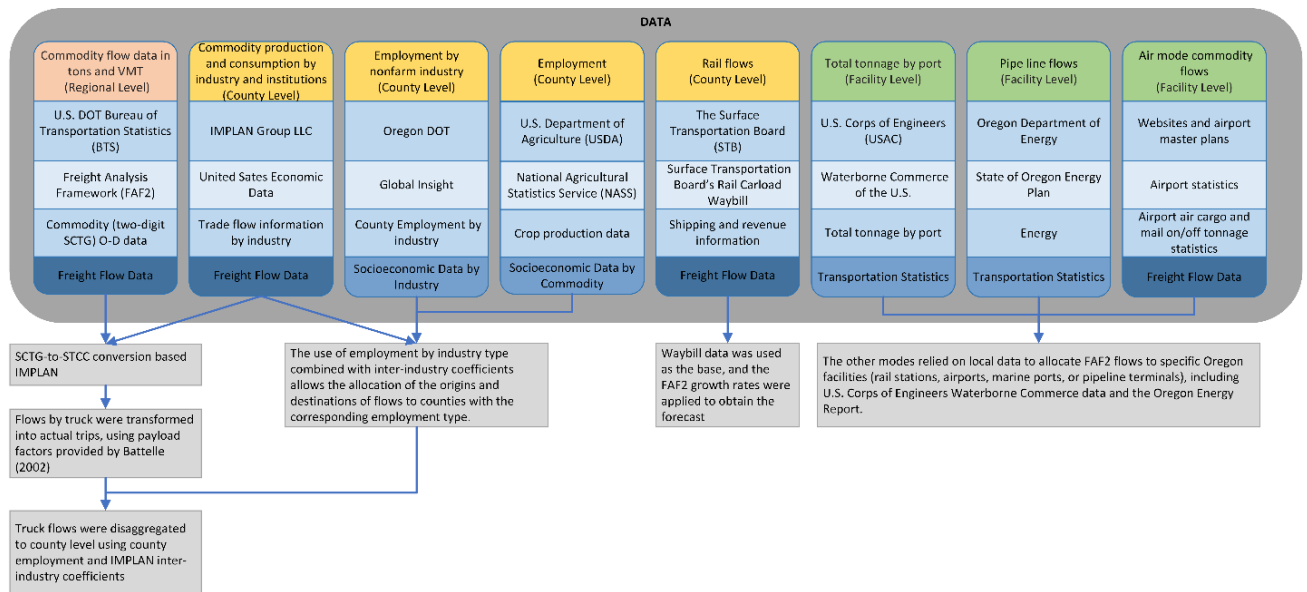 DATA
Commodity flow data in
tons and VMT
(Regional Level)
U.S. DOT Bureau of
Transportation Statistics
(BTS)
Freight Analysis
Framework (FAF2)
Commodity (two-digit
SCTG) O-D data
Freight Flow Data
Commodity production
and consumption by
industry and institutions
(County Level)
IMPLAN Group LLC
United Sates Economic
Data
Trade flow information
by industry
Freight Flow Data
Employment by
nonfarm industry
(County Level)
Oregon DOT
Global Insight
County Employment by
industry
Socioeconomic Data by
Industry
Employment
(County Level)
U.S. Department of
Agriculture (USDA)
National Agricultural
Statistics Service (NASS)
Crop production data
Socioeconomic Data by
Commodity
Rail flows
(County Level)
The Surface
Transportation Board
(STB)
Surface Transportation
Board's Rail Carload
Waybill
Shipping and revenue
information
Freight Flow Data
Total tonnage by port
(Facility Level)
U.S. Corps of Engineers
(USAC)
Waterborne Commerce
of the U.S.
Total tonnage by port
Transportation Statistics
Pipe line flows
(Facility Level)
Oregon Department of
Energy
State of Oregon Energy
Plan
Energy
Transportation Statistics
Air mode commodity
flows
(Facility Level)
Websites and airport
master plans
Airport statistics
Airport air cargo and
mail on/off tonnage
statistics
Freight Flow Data
SCTG-to-STCC conversion based
IMPLAN
The use of employment by industry type
combined with inter-industry coefficients
allows the allocation of the origins and
destinations of flows to counties with the
corresponding employment type.
Waybill data was used
as the base, and the
FAF2 growth rates were
applied to obtain the
forecast
The other modes relied on local data to allocate FAF2 flows to specific Oregon
facilities (rail stations, airports, marine ports, or pipeline terminals), including
U.S. Corps of Engineers Waterborne Commerce data and the Oregon Energy
Report.
Flows by truck were transformed
into actual trips, using payload
factors provided by Battelle
(2002)
Truck flows were disaggregated
to county level using county
employment and IMPLAN inter-
industry coefficients